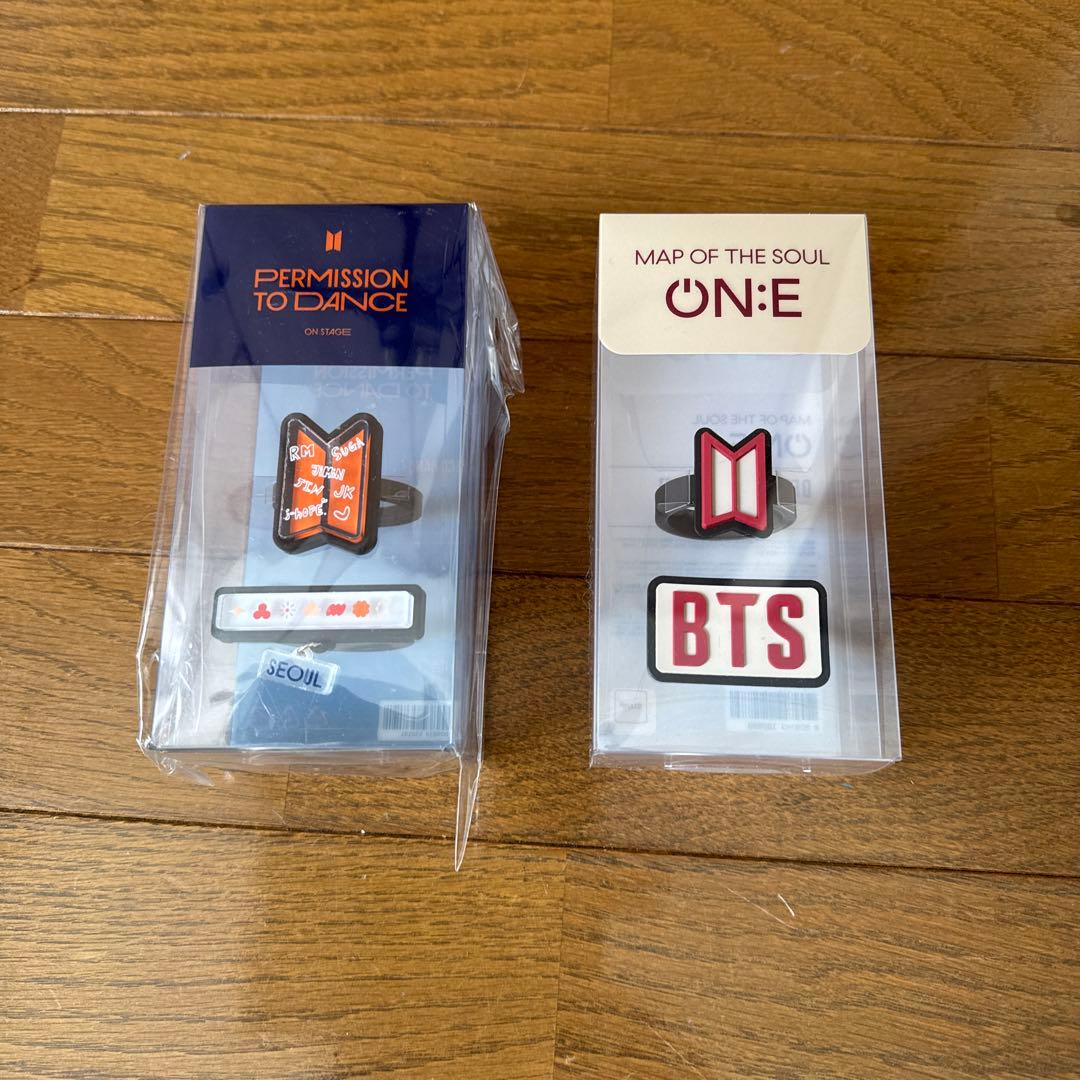 PERMISSION
TO DANCE
ON STAGE
RM SUGA
JIMIN
JIN JK
j-hope. V
SEOUL
MAP OF THE SOUL
ON:E
BTS